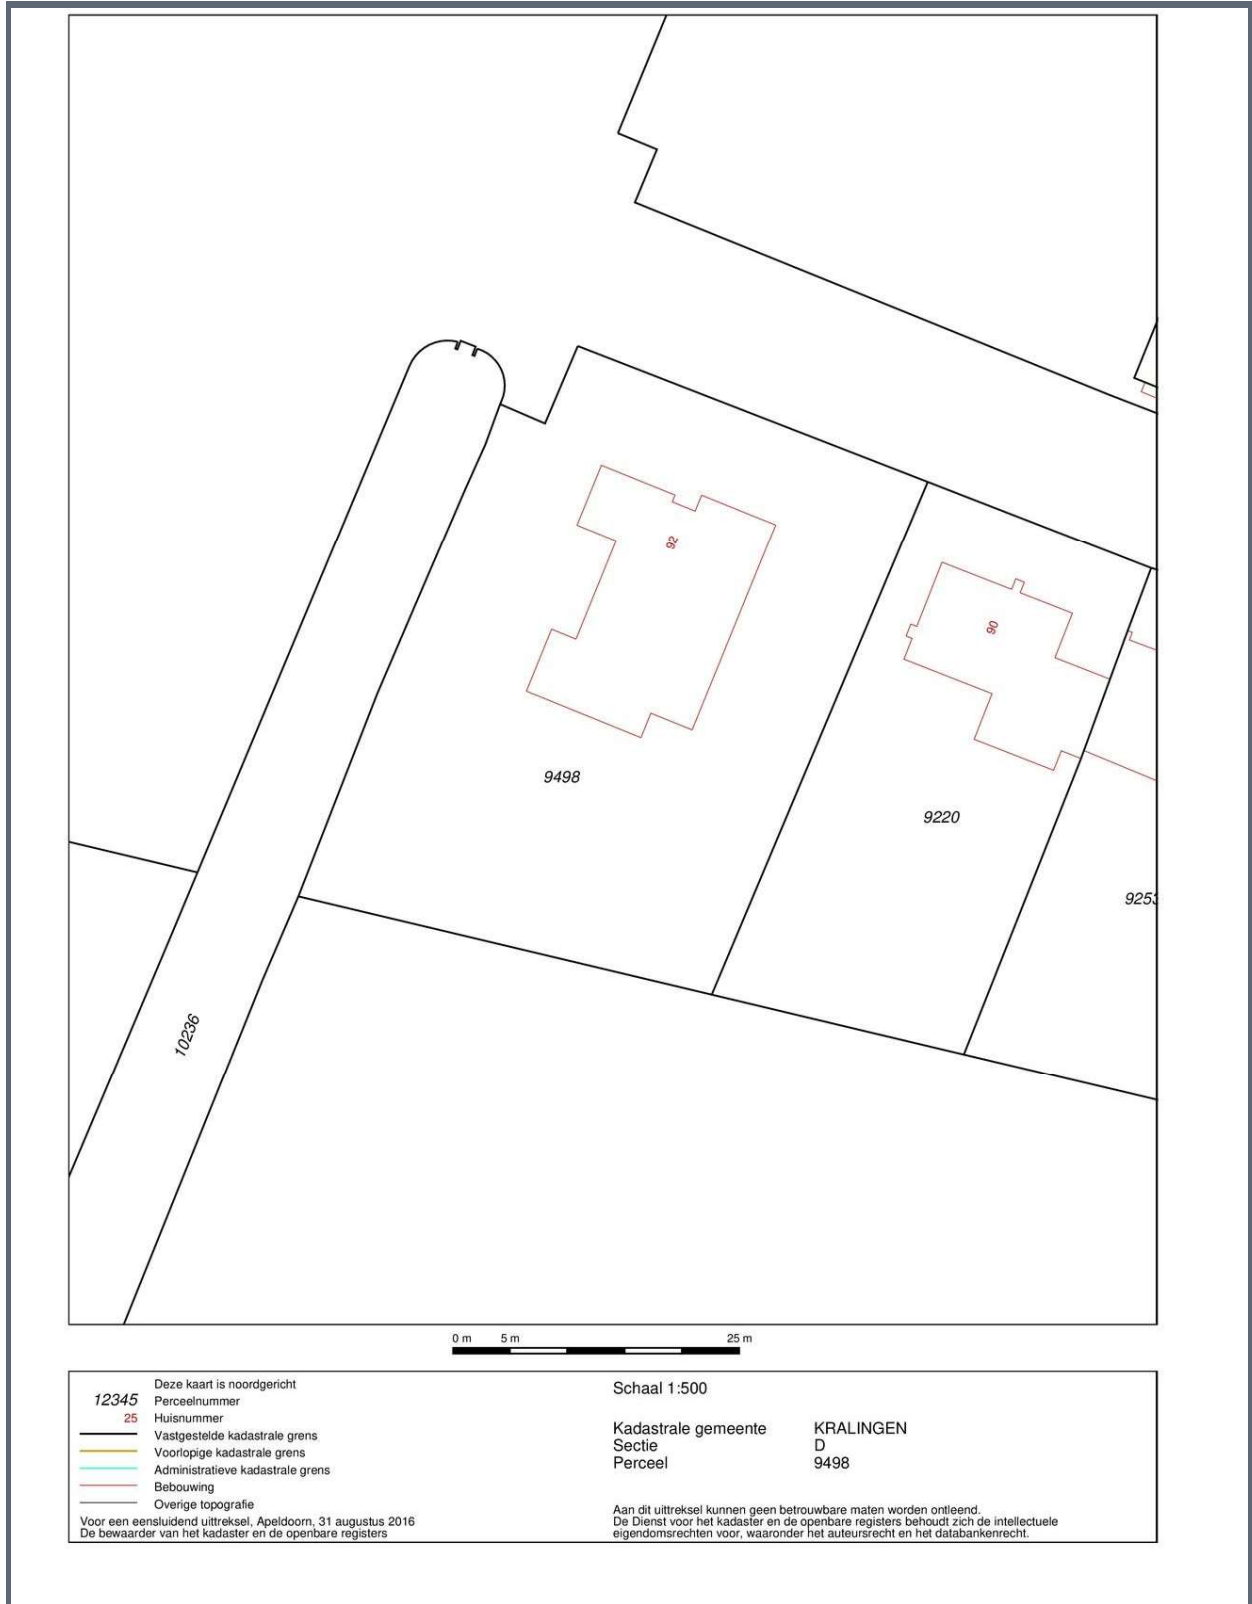 92
90
9498
9220
9253
10236
0 m 5 m 25 m
Deze kaart is noordgericht
12345 Perceelnummer
25 Huisnummer
Vastgestelde kadastrale grens
Voorlopige kadastrale grens
Administratieve kadastrale grens
Bebouwing
Overige topografie
Voor een eensluidend uittreksel, Apeldoorn, 31 augustus 2016
De bewaarder van het kadaster en de openbare registers
Schaal 1:500
Kadastrale gemeente KRALINGEN
Sectie D
Perceel 9498
Aan dit uittreksel kunnen geen betrouwbare maten worden ontleend.
De Dienst voor het kadaster en de openbare registers behoudt zich de intellectuele
eigendomsrechten voor, waaronder het auteursrecht en het databankenrecht.